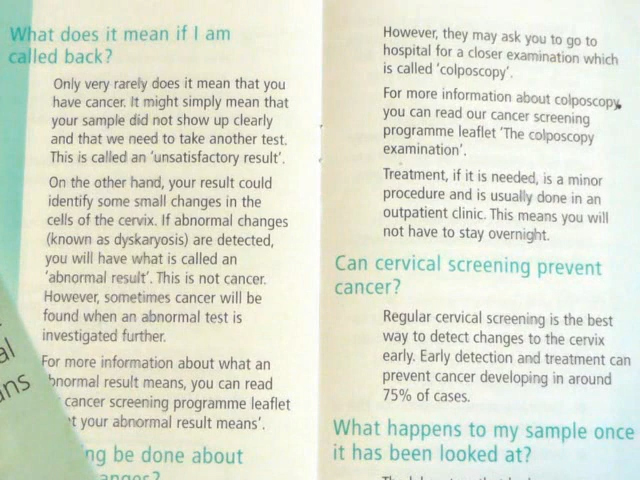 What does it mean if I am
called back?
Only very rarely does it mean that you
have cancer. It might simply mean that
your sample did not show up clearly
and that we need to take another test.
This is called an 'unsatisfactory result'.
On the other hand, your result could
identify some small changes in the
cells of the cervix. If abnormal changes
(known as dyskaryosis) are detected,
you will have what is called an
'abnormal result'. This is not cancer.
However, sometimes cancer will be
found when an abnormal test is
investigated further.
For more information about what an
bnormal result means, you can read
cancer screening programme leaflet
t your abnormal result means'.
ng be done about
anges?
al
ns
However, they may ask you to go to
hospital for a closer examination which
is called 'colposcopy'.
For more information about colposcopy,
you can read our cancer screening
programme leaflet 'The colposcopy
examination'.
Treatment, if it is needed, is a minor
procedure and is usually done in an
outpatient clinic. This means you will
not have to stay overnight.
Can cervical screening prevent
cancer?
Regular cervical screening is the best
way to detect changes to the cervix
early. Early detection and treatment can
prevent cancer developing in around
75% of cases.
What happens to my sample once
it has been looked at?